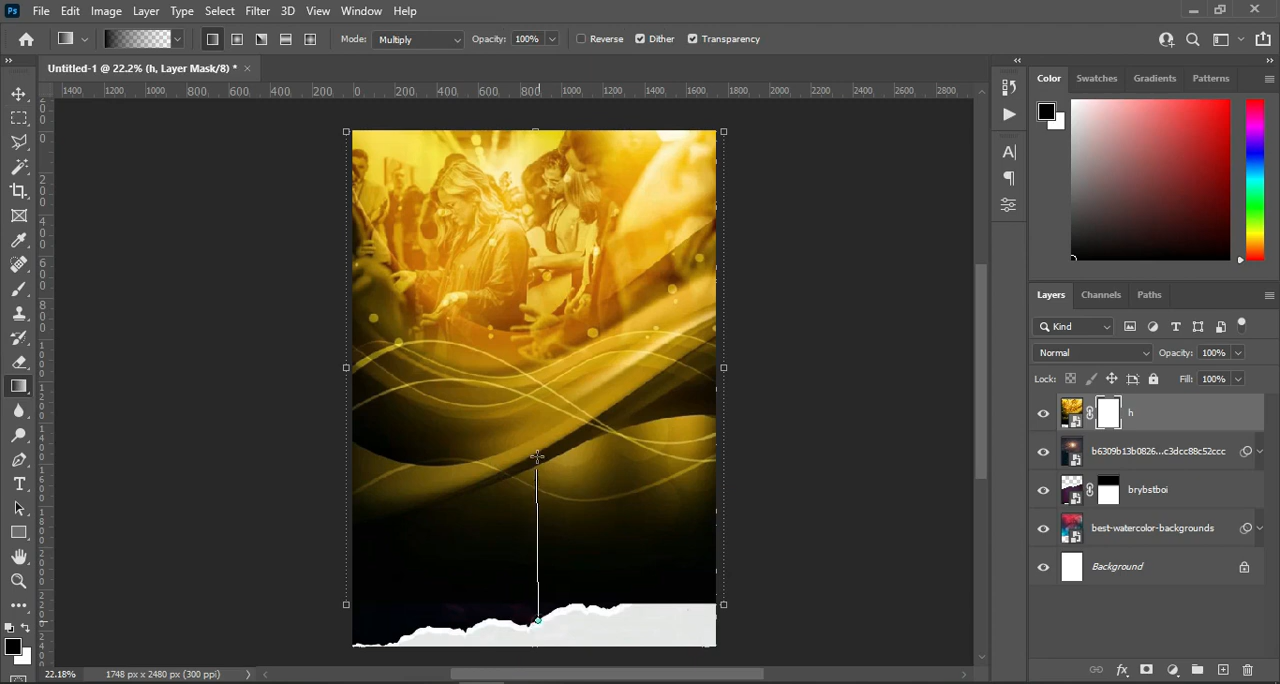 Ps File Edit Image Layer Type Select Filter 3D View Window Help
Mode: Multiply Opacity: 100% Reverse Dither Transparency
Untitled-1 @ 22.2% (h, Layer Mask/8) * ×
1400 1200 1000 800 600 400 200 0 200 400 600 800 1000 1200 1400 1600 1800 2000 2200 2400 2600 2800
Color Swatches Gradients Patterns
Layers Channels Paths
Kind
Normal Opacity: 100%
Lock: Fill: 100%
h
b6309b13b0826...c3dcc88c52ccc
brybstboi
best-watercolor-backgrounds
Background
22.18% 1748 px x 2480 px (300 ppi)